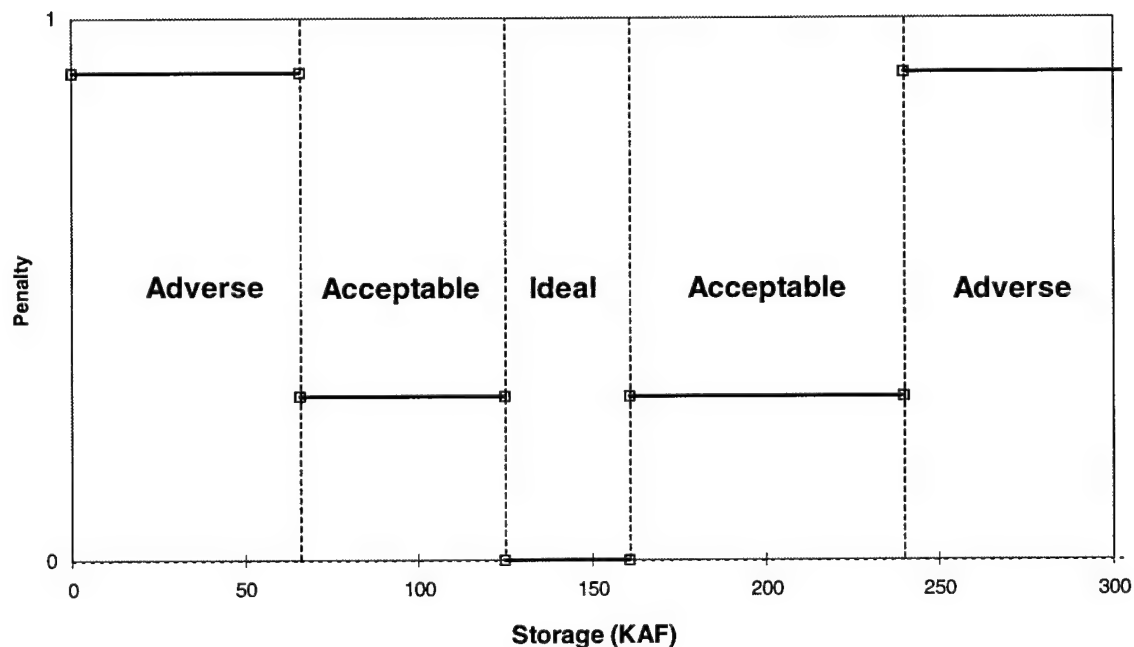 1
Penalty
Adverse
Acceptable
Ideal
Acceptable
Adverse
0
0
50
100
150
200
250
300
Storage (KAF)